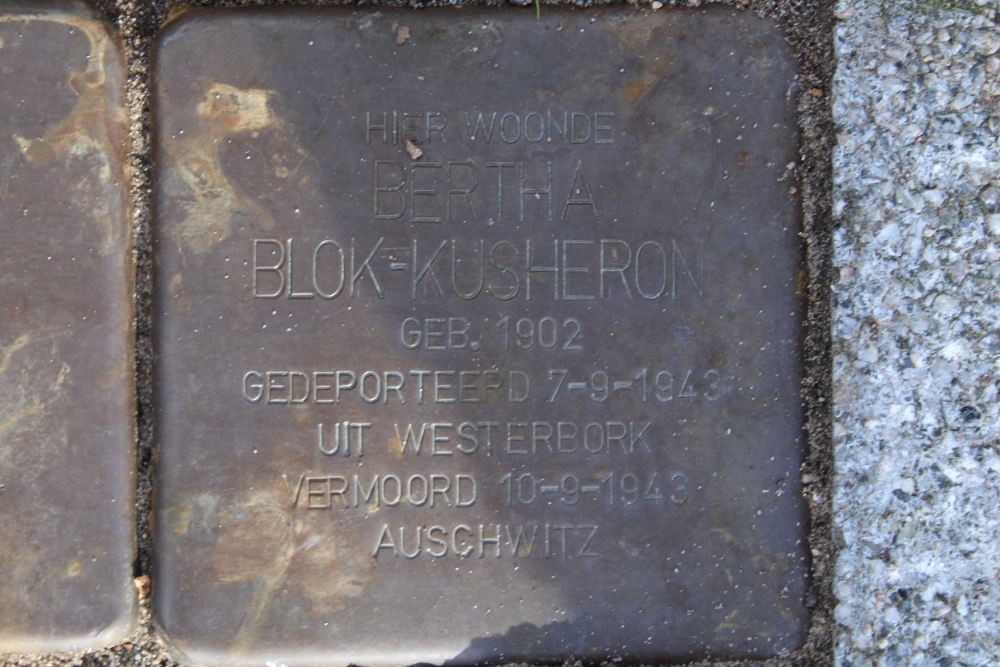 HIER WOONDE
BERTHA
BLOK-KUSHERON
GEB. 1902
GEDEPORTEERD 7-9-1943
UIT WESTERBORK
VERMOORD 10-9-1943
AUSCHWITZ